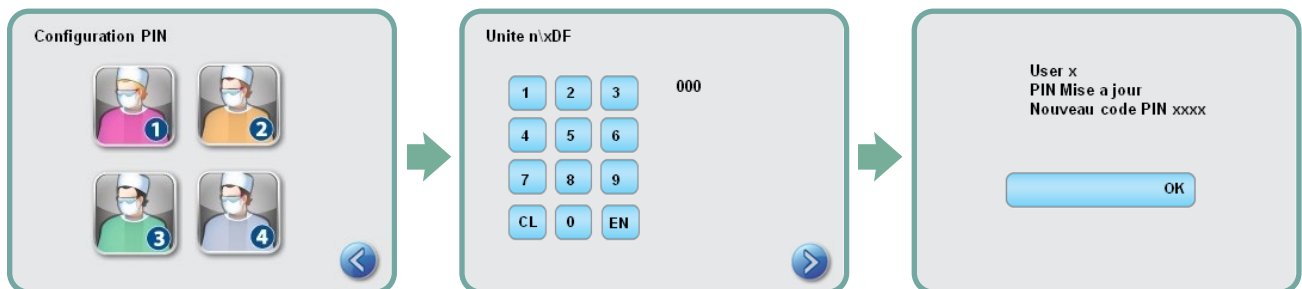 Configuration PIN
1 2
3 4
Unite n\xDF
000
1 2 3
4 5 6
7 8 9
CL 0 EN
User x
PIN Mise a jour
Nouveau code PIN xxxx
OK